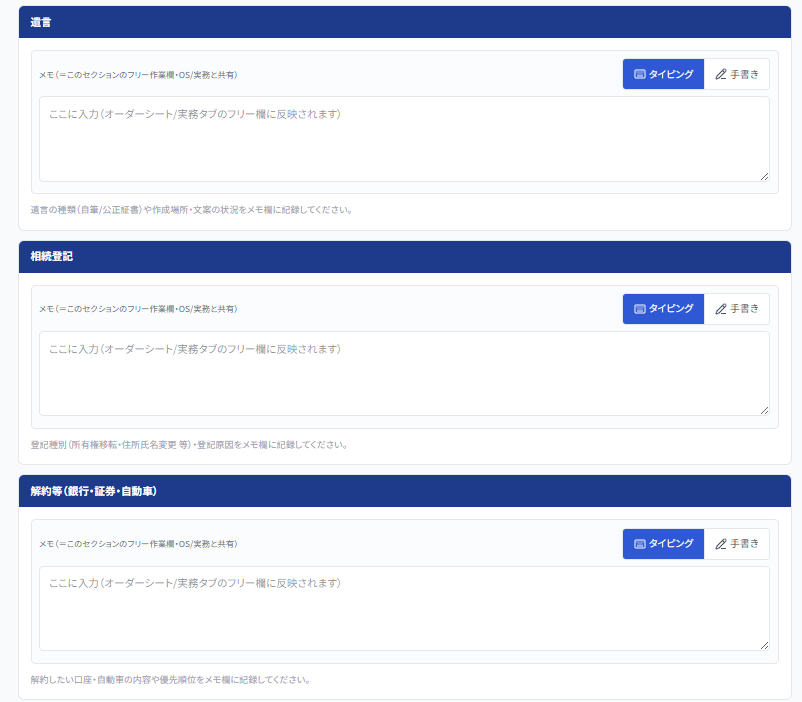 遺言
メモ（＝このセクションのフリー作業欄・OS/実務と共有）
タイピング
手書き
ここに入力（オーダーシート/実務タブのフリー欄に反映されます）
遺言の種類（自筆/公正証書）や作成場所・文案の状況をメモ欄に記録してください。
相続登記
メモ（＝このセクションのフリー作業欄・OS/実務と共有）
タイピング
手書き
ここに入力（オーダーシート/実務タブのフリー欄に反映されます）
登記種別（所有権移転・住所氏名変更 等）・登記原因をメモ欄に記録してください。
解約等（銀行・証券・自動車）
メモ（＝このセクションのフリー作業欄・OS/実務と共有）
タイピング
手書き
ここに入力（オーダーシート/実務タブのフリー欄に反映されます）
解約したい口座・自動車の内容や優先順位をメモ欄に記録してください。